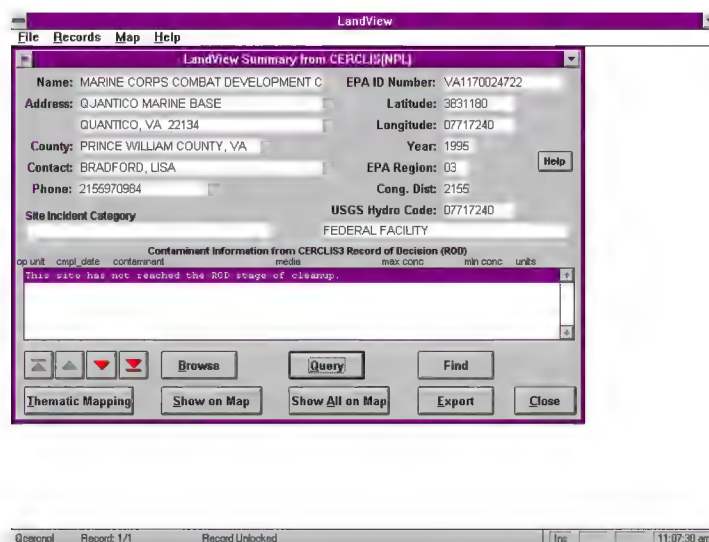 LandView
File Records Map Help
LandView Summary from CERCLIS(NPL)
Name: MARINE CORPS COMBAT DEVELOPMENT C EPA ID Number: VA1170024722
Address: QUANTICO MARINE BASE Latitude: 3831180
QUANTICO, VA 22134 Longitude: 07717240
County: PRINCE WILLIAM COUNTY, VA Year: 1995
Contact: BRADFORD, LISA EPA Region: 03 Help
Phone: 2155970984 Cong. Dist: 2155
Site Incident Category USGS Hydro Code: 07717240
FEDERAL FACILITY
Contaminant Information from CERCLIS3 Record of Decision (ROD)
op unit cmpl_date contaminant media max conc min conc units
This site has not reached the ROD stage of cleanup.
Browse Query Find
Thematic Mapping Show on Map Show All on Map Export Close
Qcercnpl Record: 1/1 Record Unlocked Ins 11:07:30 am